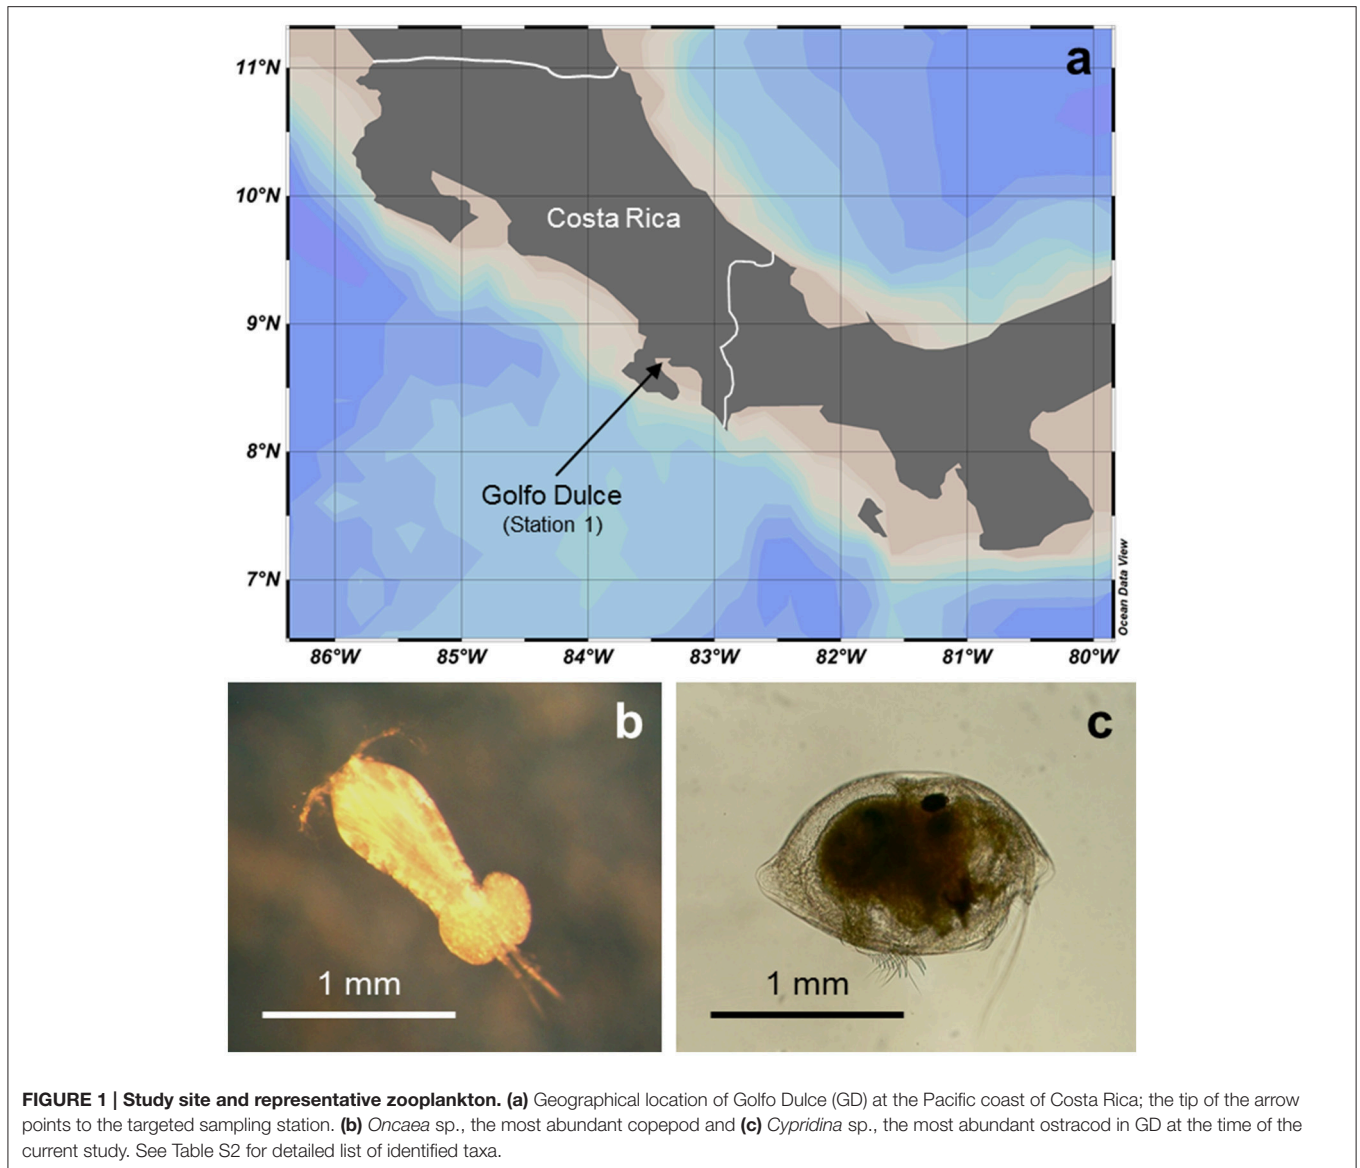 a
11°N
10°N
Costa Rica
9°N
8°N
Golfo Dulce
(Station 1)
7°N
Ocean Data View
86°W 85°W 84°W 83°W 82°W 81°W 80°W
b
1 mm
c
1 mm
FIGURE 1 | Study site and representative zooplankton. (a) Geographical location of Golfo Dulce (GD) at the Pacific coast of Costa Rica; the tip of the arrow
points to the targeted sampling station. (b) Oncaea sp., the most abundant copepod and (c) Cypridina sp., the most abundant ostracod in GD at the time of the
current study. See Table S2 for detailed list of identified taxa.